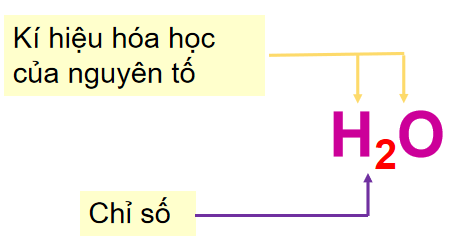 Kí hiệu hóa học
của nguyên tố
H₂O
Chỉ số